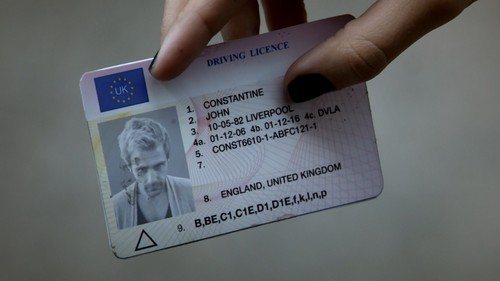 DRIVING LICENCE
UK
1. CONSTANTINE
2. JOHN
3. 10-05-82 LIVERPOOL
4a. 01-12-06 4b. 01-12-16 4c. DVLA
5. CONST6610-1-ABFC121-1
7.
8. ENGLAND, UNITED KINGDOM
9. B,BE,C1,C1E,D1,D1E,f,k,l,n,p